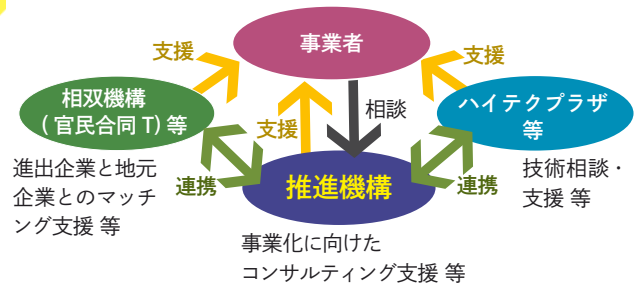 事業者
支援
支援
相双機構
(官民合同T)等
支援
相談
ハイテクプラザ
等
進出企業と地元
企業とのマッチ
ング支援 等
連携
推進機構
連携
技術相談・
支援 等
事業化に向けた
コンサルティング支援 等